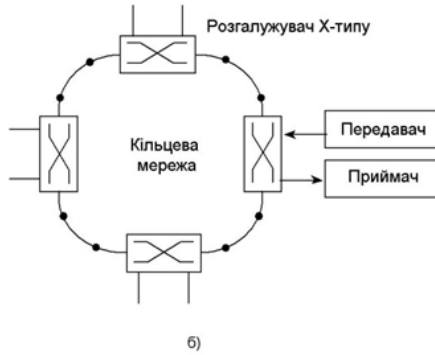 Розгалужувач Х-типу
Кільцева
мережа
Передавач
Приймач
б)